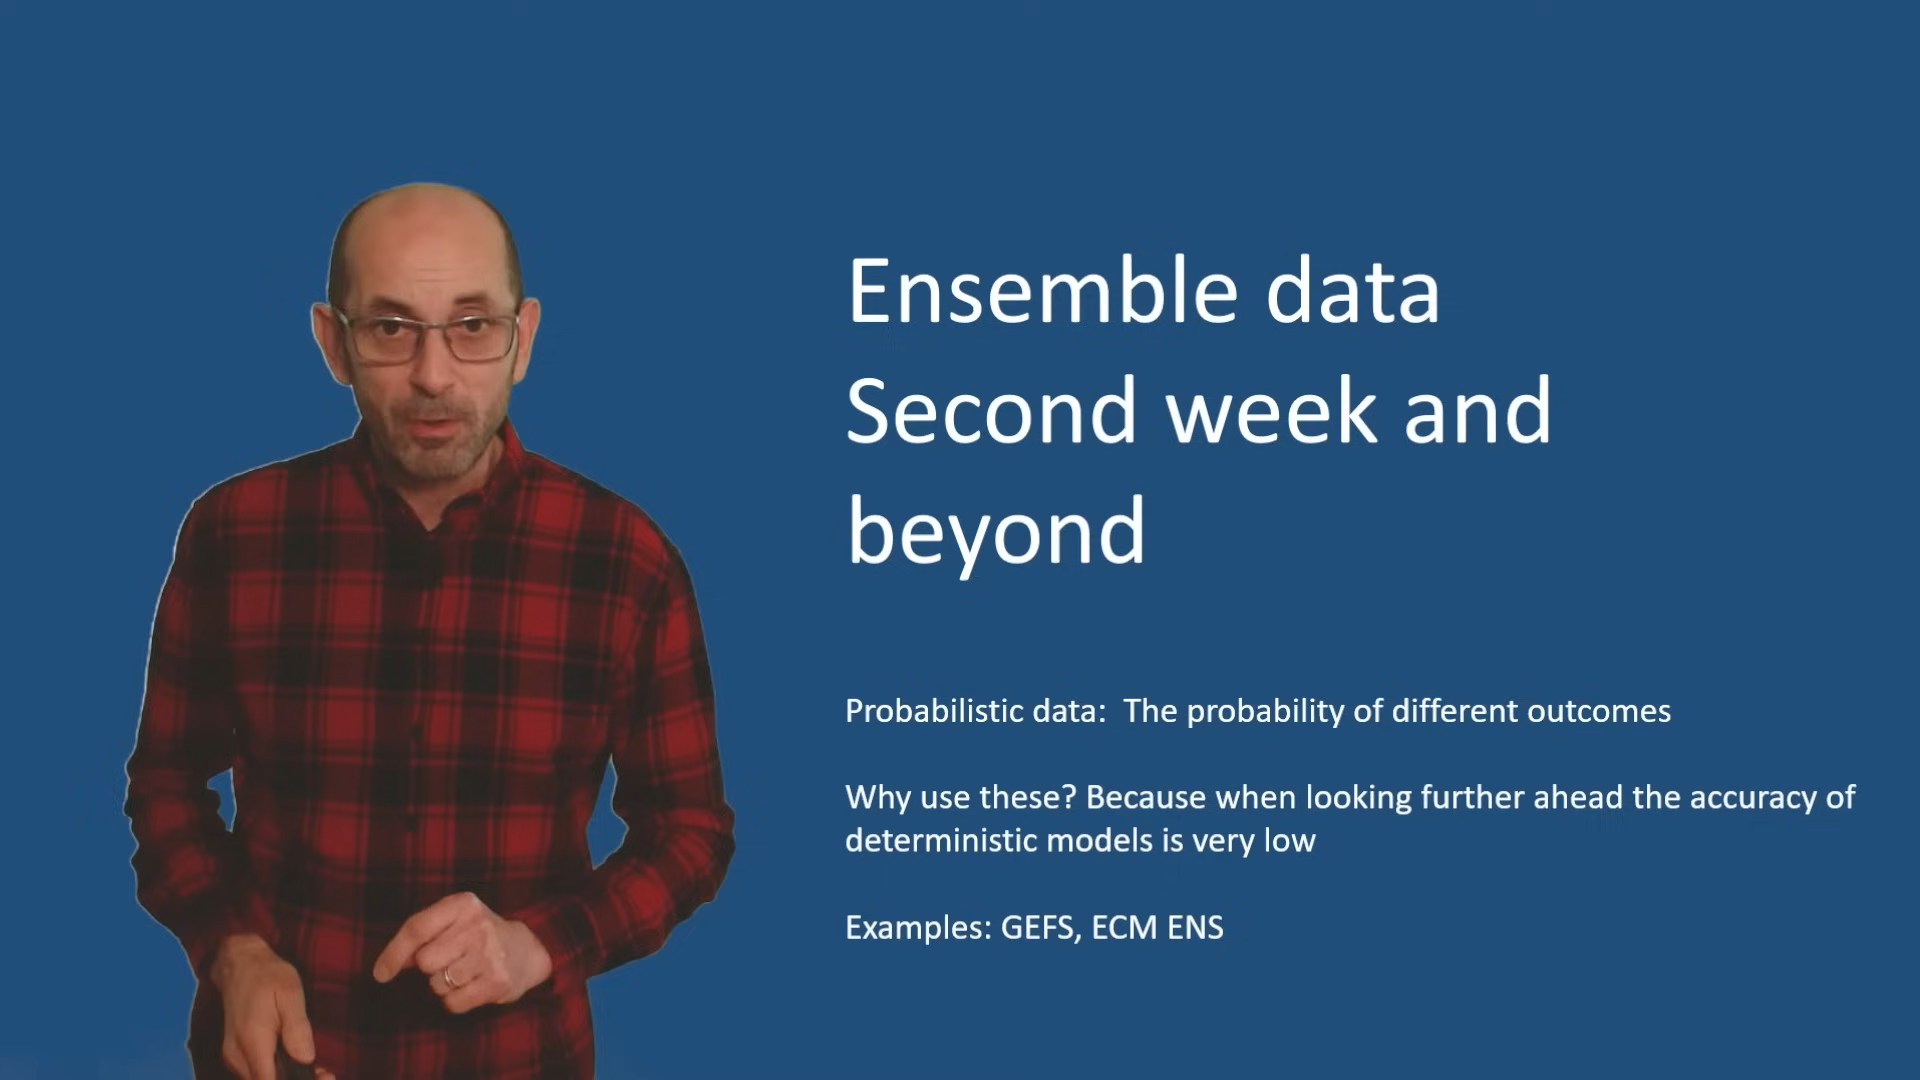 Ensemble data
Second week and
beyond
Probabilistic data:  The probability of different outcomes
Why use these? Because when looking further ahead the accuracy of
deterministic models is very low
Examples: GEFS, ECM ENS